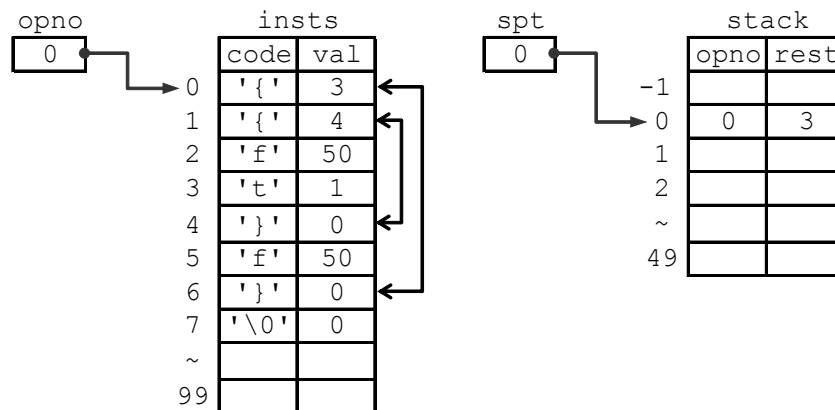 opno insts spt stack
0 code val 0 opno rest
0 '{' 3 -1
1 '{' 4 0 0 3
2 'f' 50 1
3 't' 1 2
4 '}' 0 ~
5 'f' 50 49
6 '}' 0
7 '\0' 0
~
99